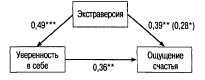 Экстраверсия
0,49*** 0,39** (0,28*)
Уверенность Ощущение
в себе счастья
0,36**